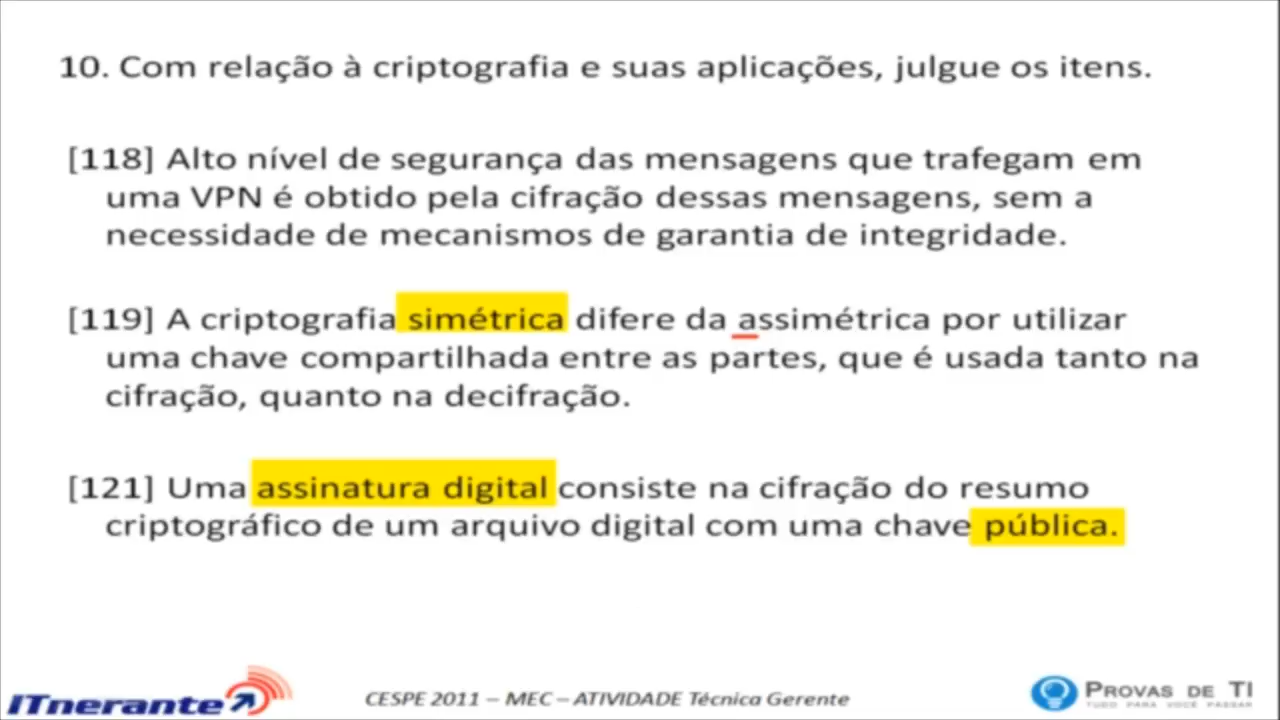 10. Com relação à criptografia e suas aplicações, julgue os itens.
[118] Alto nível de segurança das mensagens que trafegam em
uma VPN é obtido pela cifração dessas mensagens, sem a
necessidade de mecanismos de garantia de integridade.
[119] A criptografia simétrica difere da assimétrica por utilizar
uma chave compartilhada entre as partes, que é usada tanto na
cifração, quanto na decifração.
[121] Uma assinatura digital consiste na cifração do resumo
criptográfico de um arquivo digital com uma chave pública.
ITnerante
CESPE 2011 – MEC – ATIVIDADE Técnica Gerente
PROVAS DE TI
TUDO PARA VOCÊ PASSAR